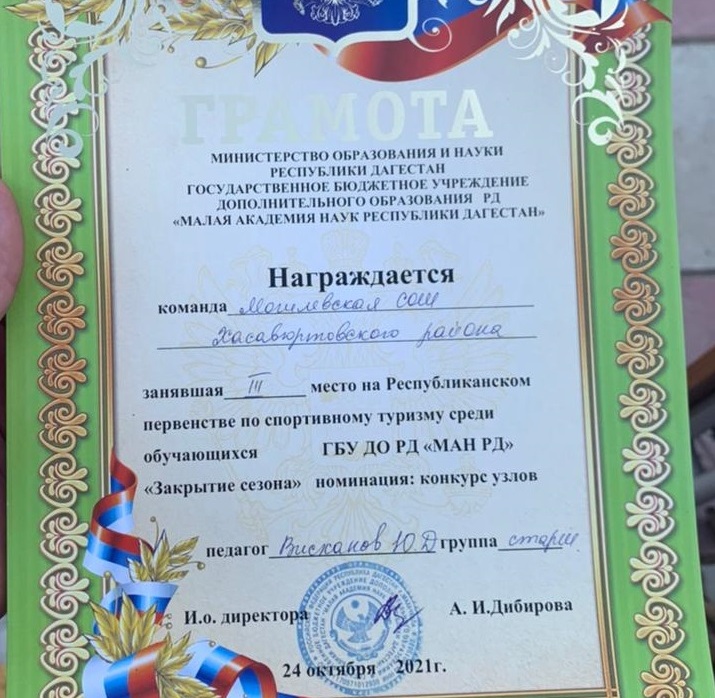 ГРАМОТА
МИНИСТЕРСТВО ОБРАЗОВАНИЯ И НАУКИ
РЕСПУБЛИКИ ДАГЕСТАН
ГОСУДАРСТВЕННОЕ БЮДЖЕТНОЕ УЧРЕЖДЕНИЕ
ДОПОЛНИТЕЛЬНОГО ОБРАЗОВАНИЯ РД
«МАЛАЯ АКАДЕМИЯ НАУК РЕСПУБЛИКИ ДАГЕСТАН»
Награждается
команда Могилевская сош
Хасавюртовского района
занявшая III место на Республиканском
первенстве по спортивному туризму среди
обучающихся ГБУ ДО РД «МАН РД»
«Закрытие сезона» номинация: конкурс узлов
педагог Висханов Ю Д группа старш
И.о. директора А. И.Дибирова
24 октября 2021г.